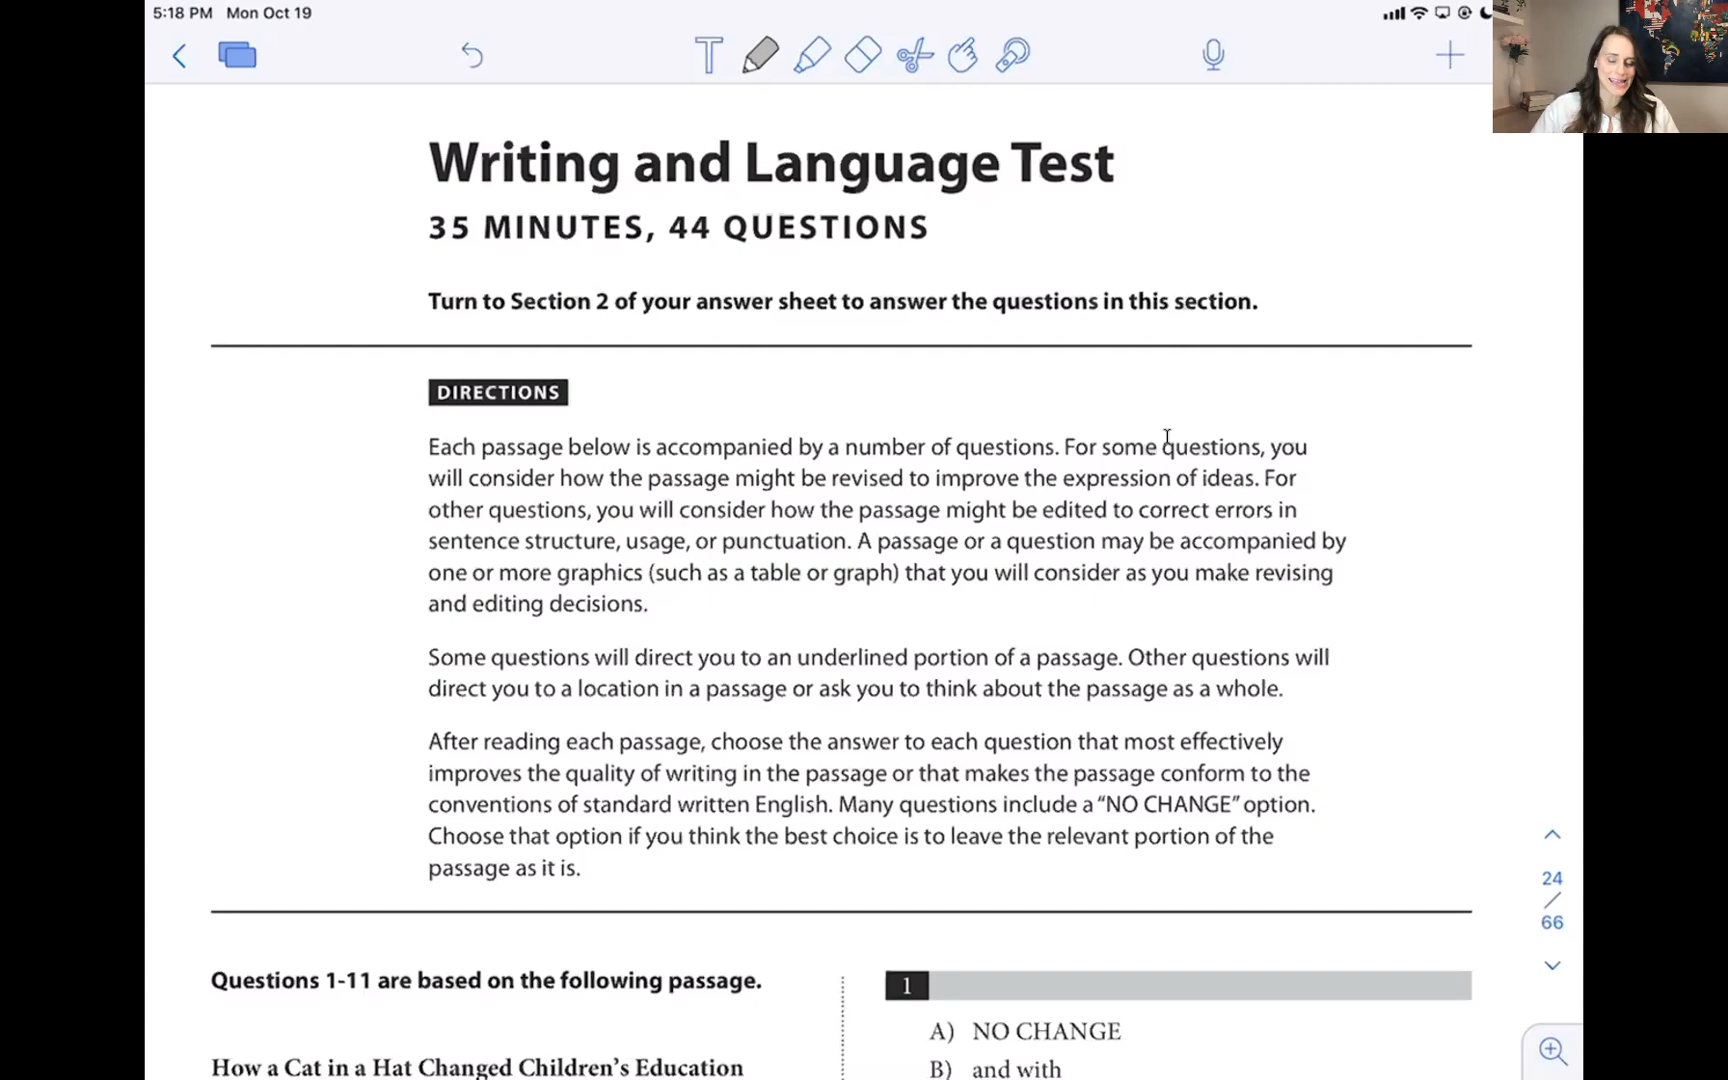 5:18 PM Mon Oct 19
Writing and Language Test
35 MINUTES, 44 QUESTIONS
Turn to Section 2 of your answer sheet to answer the questions in this section.
DIRECTIONS
Each passage below is accompanied by a number of questions. For some questions, you
will consider how the passage might be revised to improve the expression of ideas. For
other questions, you will consider how the passage might be edited to correct errors in
sentence structure, usage, or punctuation. A passage or a question may be accompanied by
one or more graphics (such as a table or graph) that you will consider as you make revising
and editing decisions.
Some questions will direct you to an underlined portion of a passage. Other questions will
direct you to a location in a passage or ask you to think about the passage as a whole.
After reading each passage, choose the answer to each question that most effectively
improves the quality of writing in the passage or that makes the passage conform to the
conventions of standard written English. Many questions include a “NO CHANGE” option.
Choose that option if you think the best choice is to leave the relevant portion of the
passage as it is.
24
/
66
Questions 1-11 are based on the following passage.
How a Cat in a Hat Changed Children’s Education
1
A) NO CHANGE
B) and with